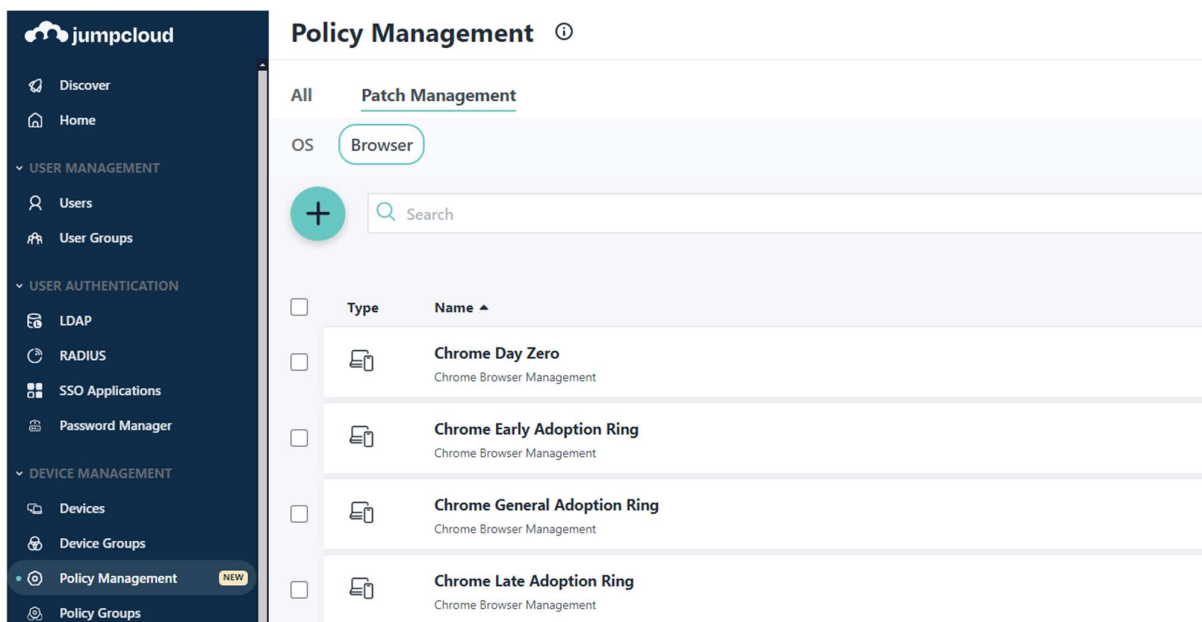 jumpcloud
Discover
Home
USER MANAGEMENT
Users
User Groups
USER AUTHENTICATION
LDAP
RADIUS
SSO Applications
Password Manager
DEVICE MANAGEMENT
Devices
Device Groups
Policy Management NEW
Policy Groups
Policy Management
All Patch Management
OS Browser
Search
Type Name
Chrome Day Zero
Chrome Browser Management
Chrome Early Adoption Ring
Chrome Browser Management
Chrome General Adoption Ring
Chrome Browser Management
Chrome Late Adoption Ring
Chrome Browser Management